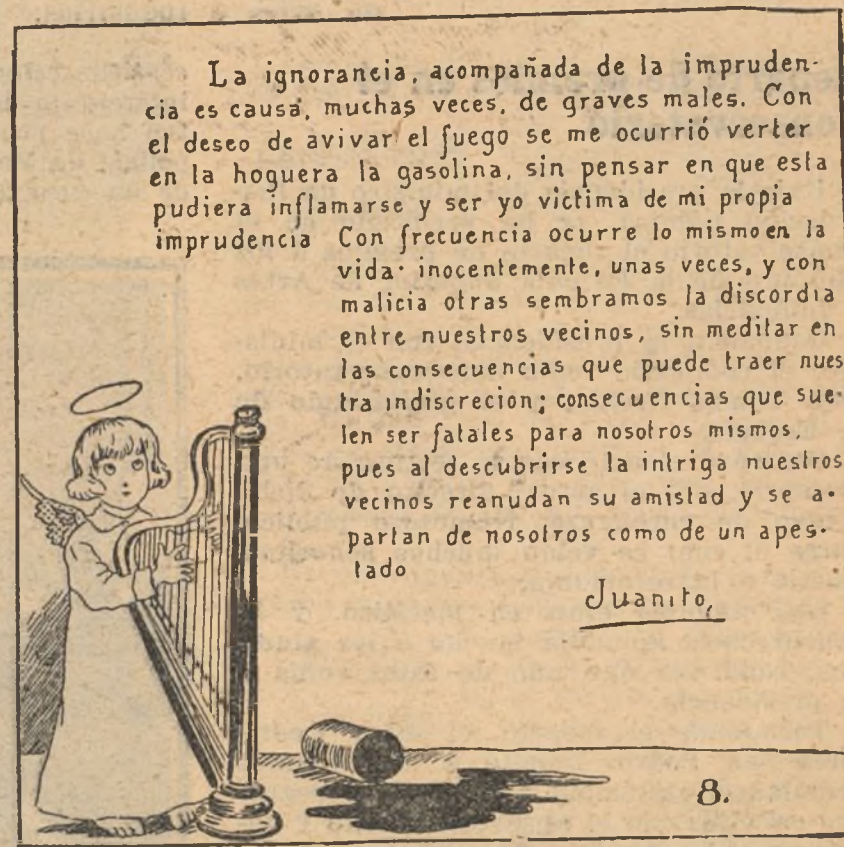 La ignorancia, acompañada de la impruden-
cia es causa, muchas veces, de graves males. Con
el deseo de avivar el fuego se me ocurrió verter
en la hoguera la gasolina, sin pensar en que esta
pudiera inflamarse y ser yo victima de mi propia
imprudencia Con frecuencia ocurre lo mismo en la
vida· inocentemente, unas veces, y con
malicia otras sembramos la discordia
entre nuestros vecinos, sin meditar en
las consecuencias que puede traer nues
tra indiscrecion; consecuencias que sue-
len ser fatales para nosotros mismos,
pues al descubrirse la intriga nuestros
vecinos reanudan su amistad y se a-
partan de nosotros como de un apes-
tado
Juanito,
8.